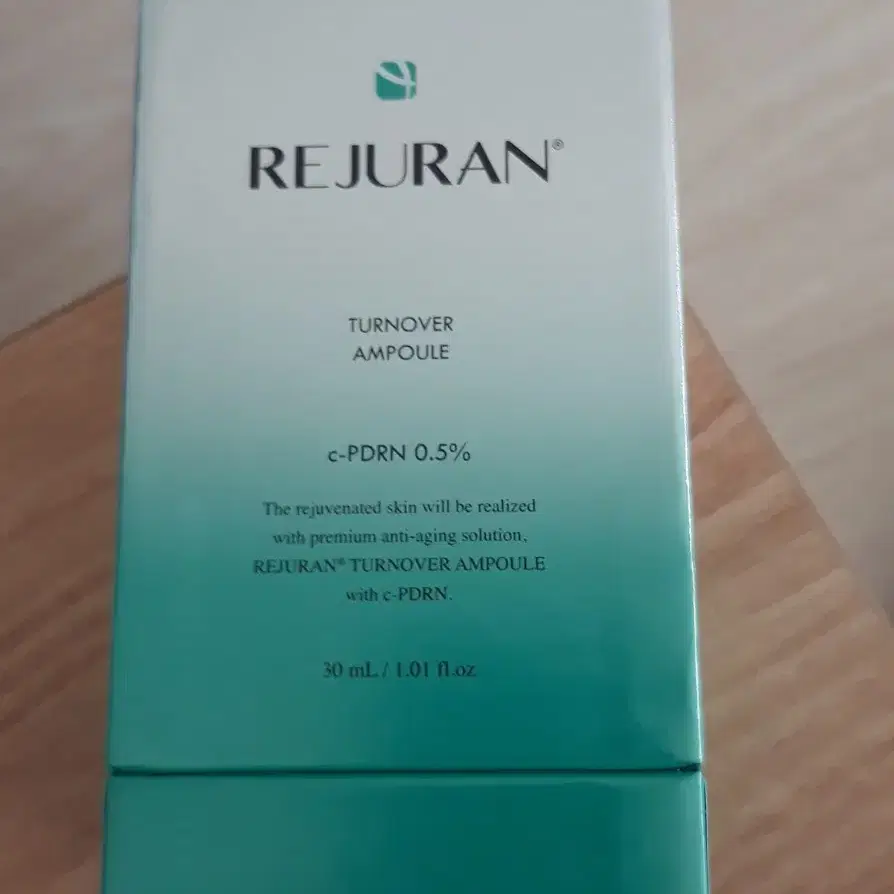 REJURAN®
TURNOVER
AMPOULE
c-PDRN 0.5%
The rejuvenated skin will be realized
with premium anti-aging solution,
REJURAN® TURNOVER AMPOULE
with c-PDRN.
30 mL / 1.01 fl.oz